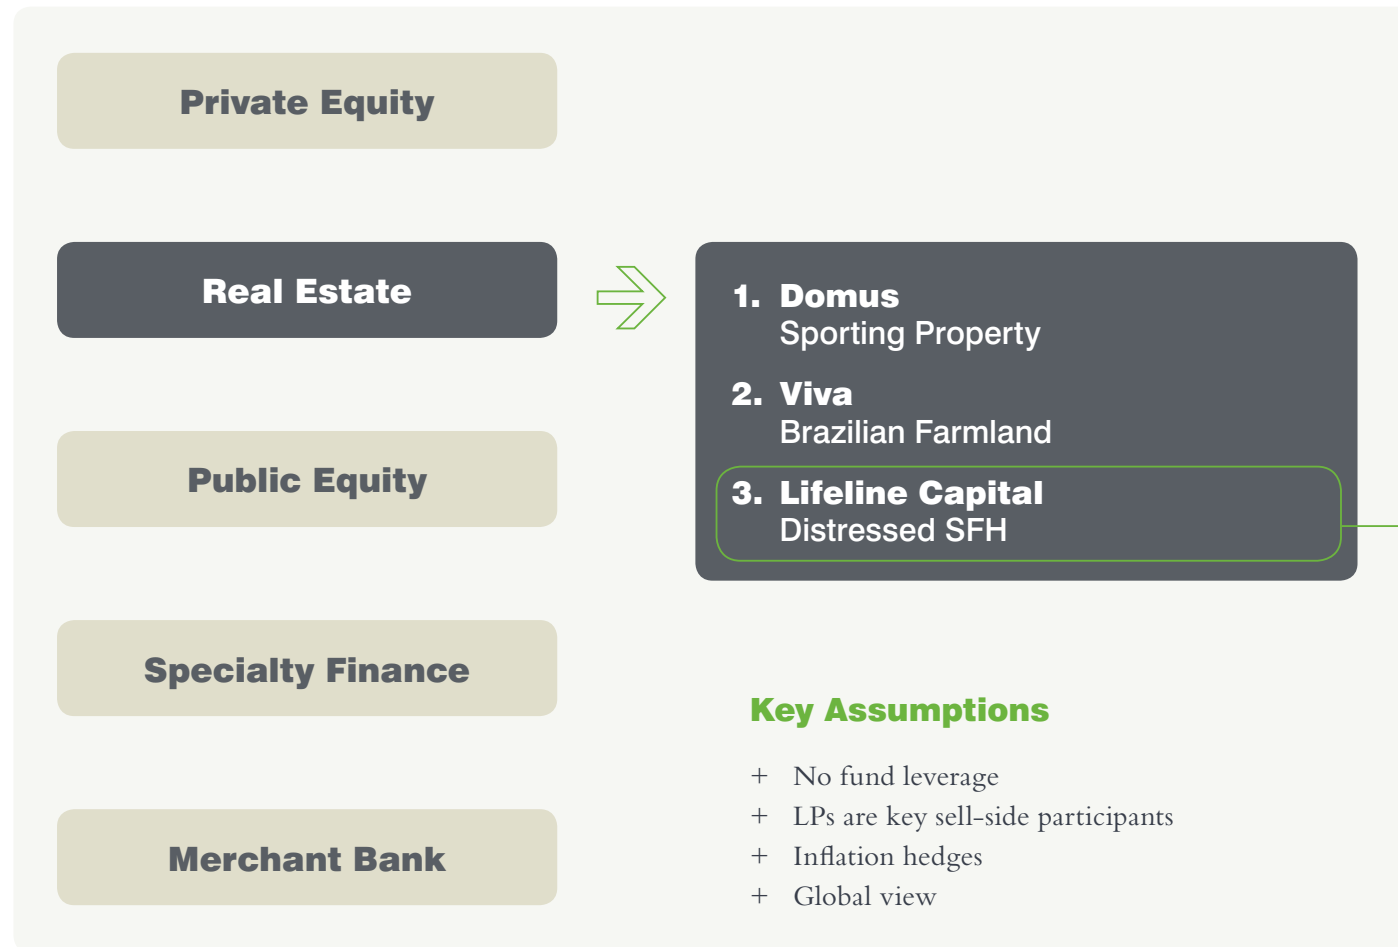 Private Equity
Real Estate
Public Equity
Specialty Finance
Merchant Bank
1. Domus
Sporting Property
2. Viva
Brazilian Farmland
3. Lifeline Capital
Distressed SFH
Key Assumptions
+ No fund leverage
+ LPs are key sell-side participants
+ Inflation hedges
+ Global view